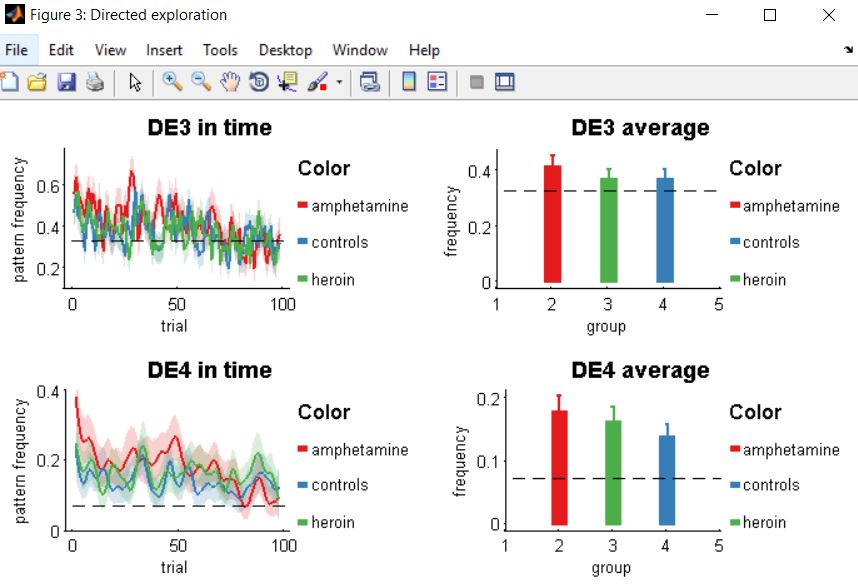 Figure 3: Directed exploration
File Edit View Insert Tools Desktop Window Help
DE3 in time
pattern frequency
0.6
0.4
0.2
0 50 100
trial
Color
amphetamine
controls
heroin
DE3 average
frequency
0.4
0.2
0
1 2 3 4 5
group
Color
amphetamine
controls
heroin
DE4 in time
pattern frequency
0.4
0.2
0
0 50 100
trial
Color
amphetamine
controls
heroin
DE4 average
frequency
0.2
0.1
0
1 2 3 4 5
group
Color
amphetamine
controls
heroin